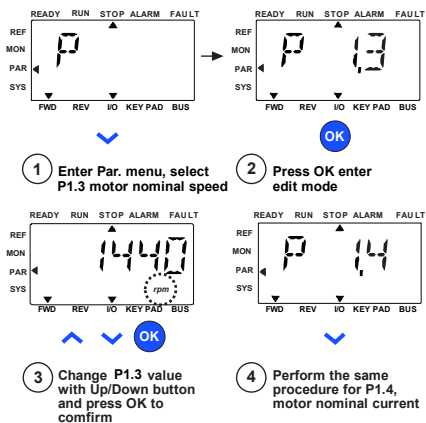 READY RUN STOP ALARM FAULT
REF
MON
PAR
SYS
P
FWD REV I/O KEYPAD BUS
1 Enter Par. menu, select
P1.3 motor nominal speed
READY RUN STOP ALARM FAULT
REF
MON
PAR
SYS
P 1.3
FWD REV I/O KEYPAD BUS
OK
2 Press OK enter
edit mode
READY RUN STOP ALARM FAULT
REF
MON
PAR
SYS
1440
rpm
FWD REV I/O KEYPAD BUS
OK
3 Change P1.3 value
with Up/Down button
and press OK to
comfirm
READY RUN STOP ALARM FAULT
REF
MON
PAR
SYS
P 1.4
FWD REV I/O KEYPAD BUS
4 Perform the same
procedure for P1.4,
motor nominal current